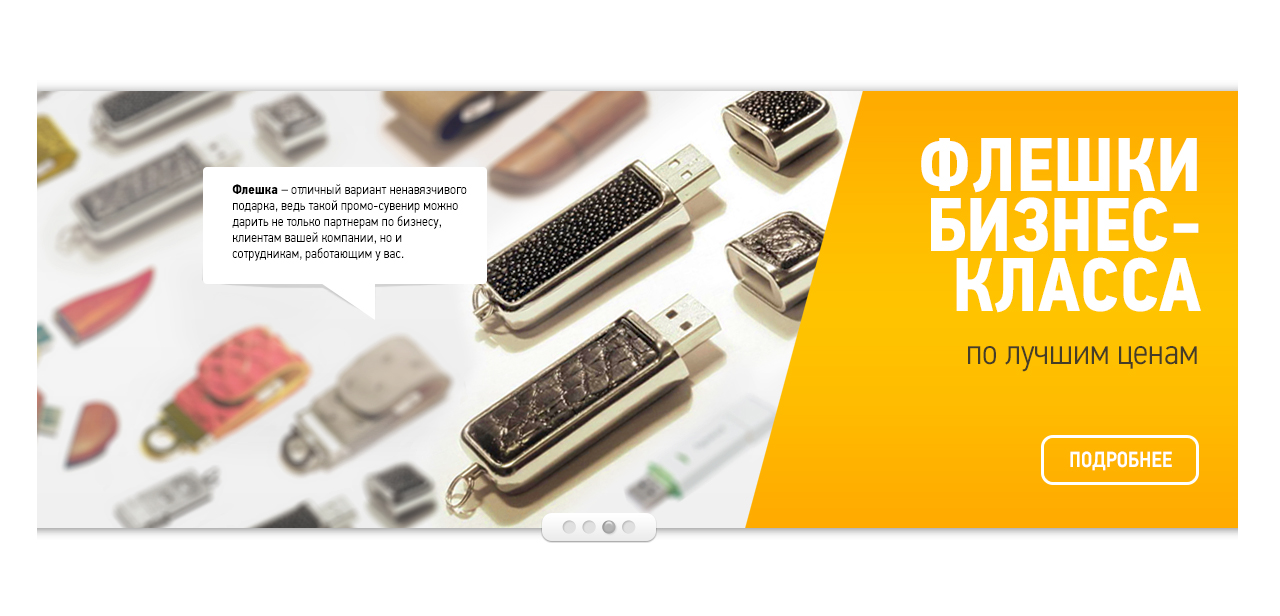 Флешка – отличный вариант ненавязчивого
подарка, ведь такой промо-сувенир можно
дарить не только партнерам по бизнесу,
клиентам вашей компании, но и
сотрудникам, работающим у вас.
ФЛЕШКИ
БИЗНЕС-
КЛАССА
по лучшим ценам
ПОДРОБНЕЕ